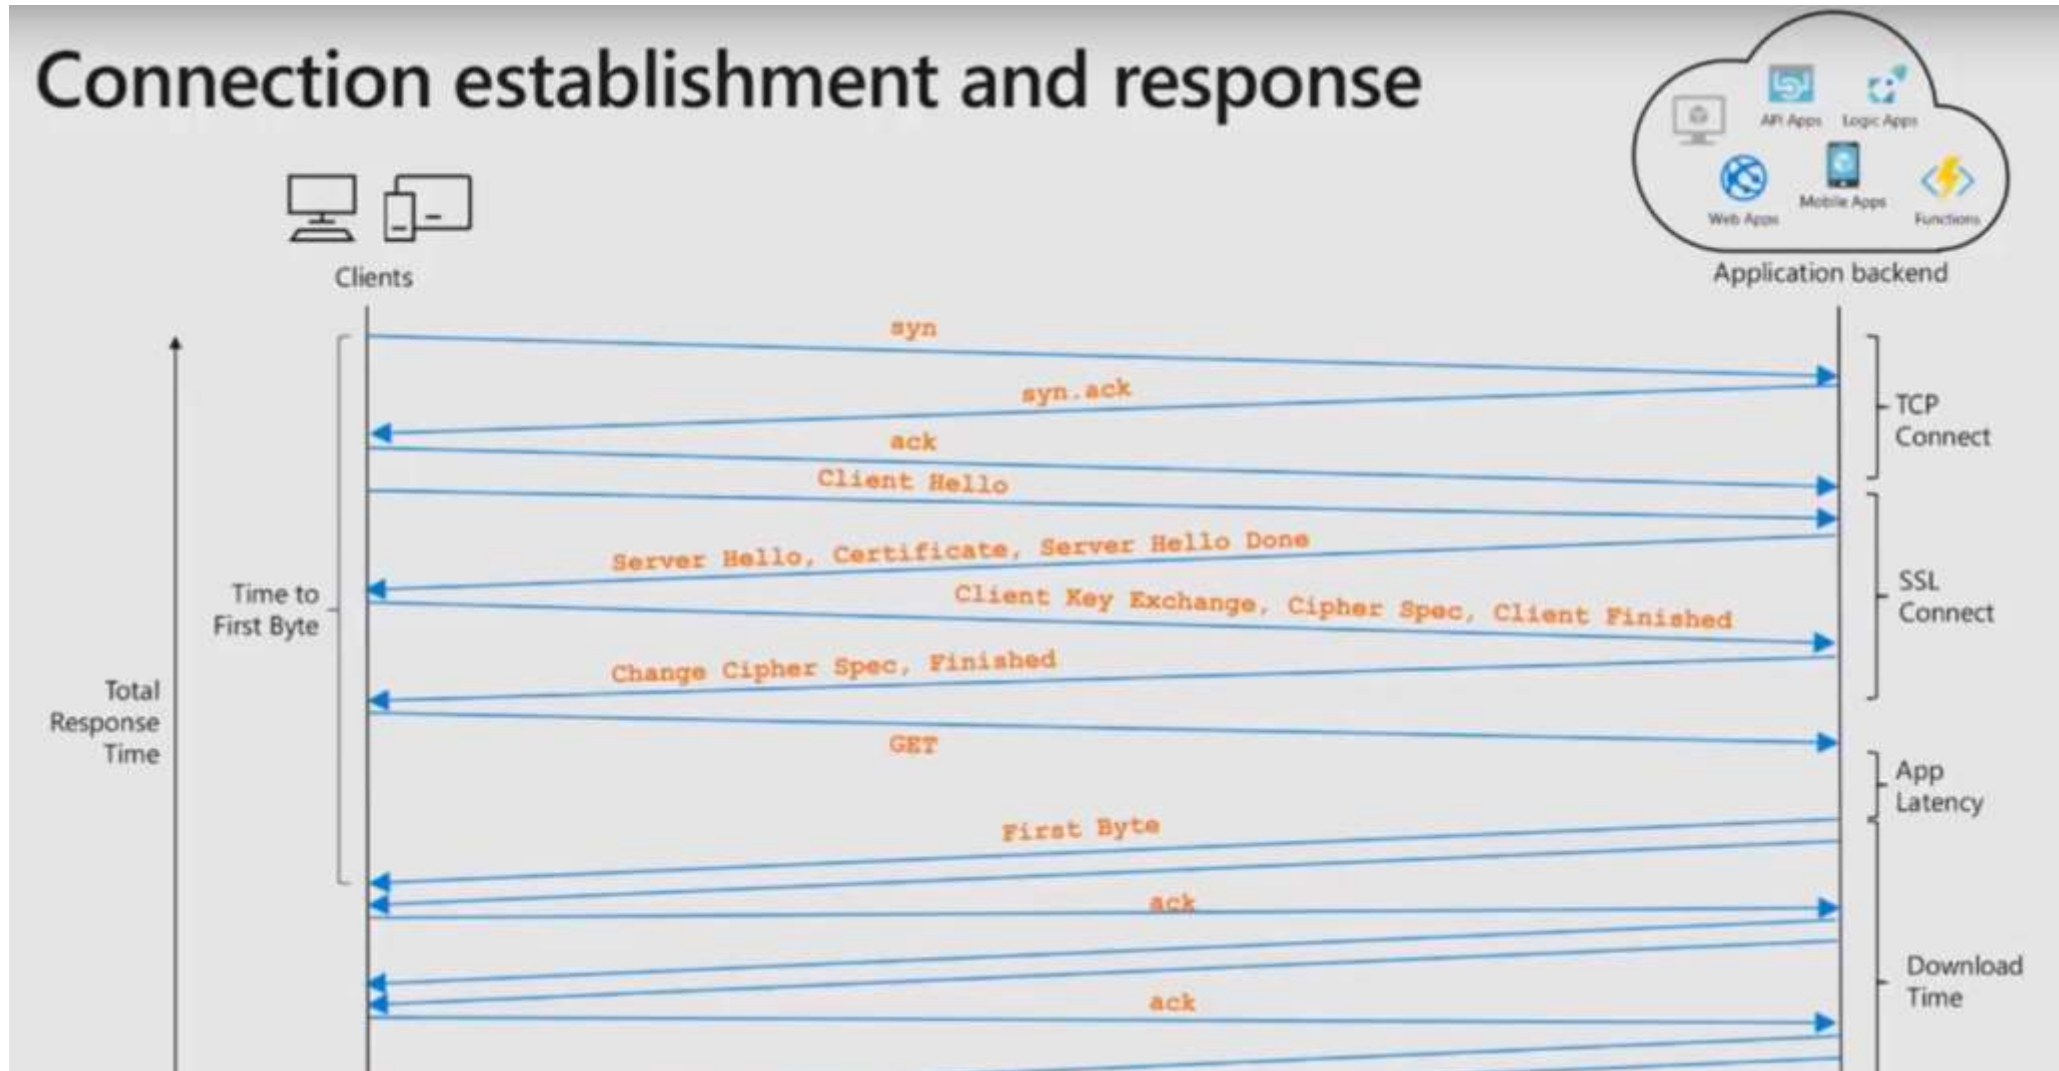 Connection establishment and response
API Apps
Logic Apps
Web Apps
Mobile Apps
Functions
Clients
Application backend
syn
syn.ack
TCP
Connect
ack
Client Hello
Server Hello, Certificate, Server Hello Done
SSL
Connect
Time to
First Byte
Client Key Exchange, Cipher Spec, Client Finished
Change Cipher Spec, Finished
Total
Response
Time
GET
App
Latency
First Byte
ack
Download
Time
ack